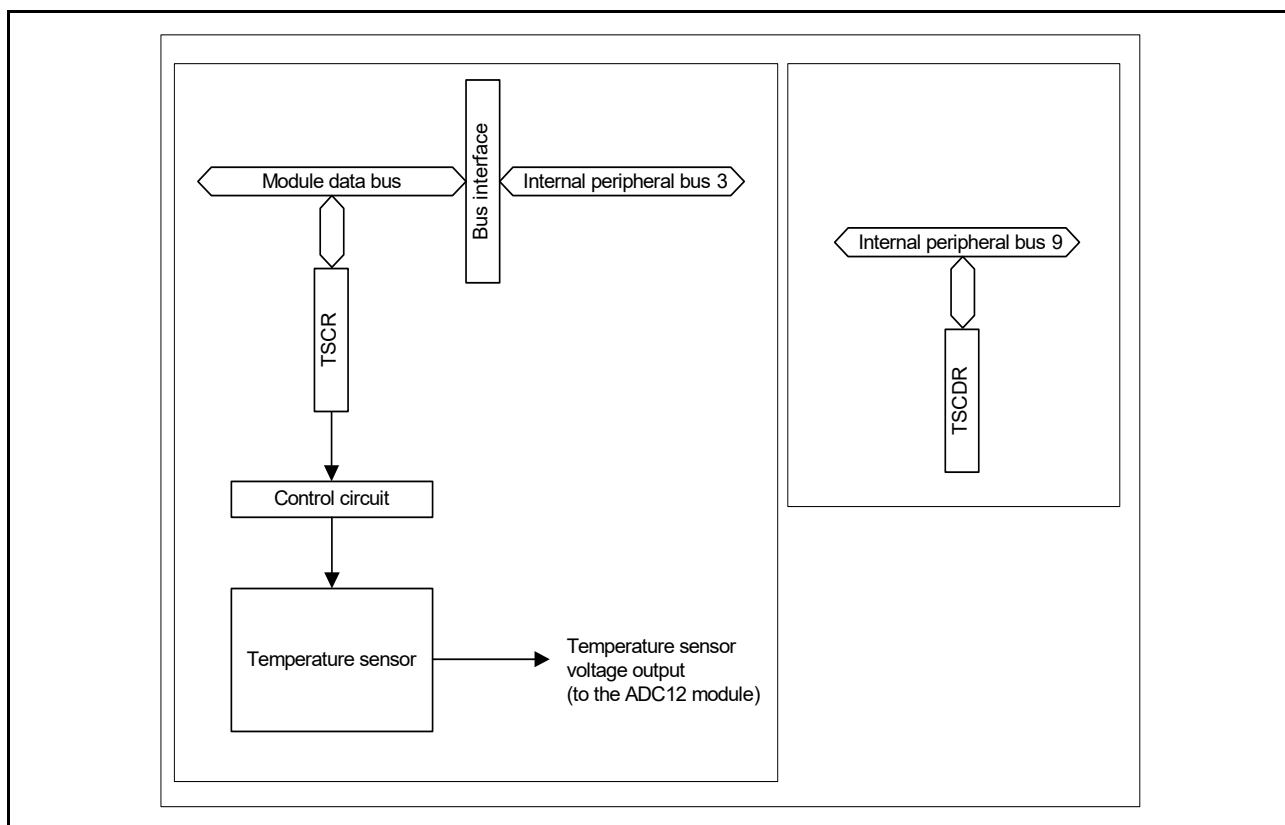 Bus interface
Module data bus
Internal peripheral bus 3
TSCR
Control circuit
Temperature sensor
Temperature sensor
voltage output
(to the ADC12 module)
Internal peripheral bus 9
TSCDR